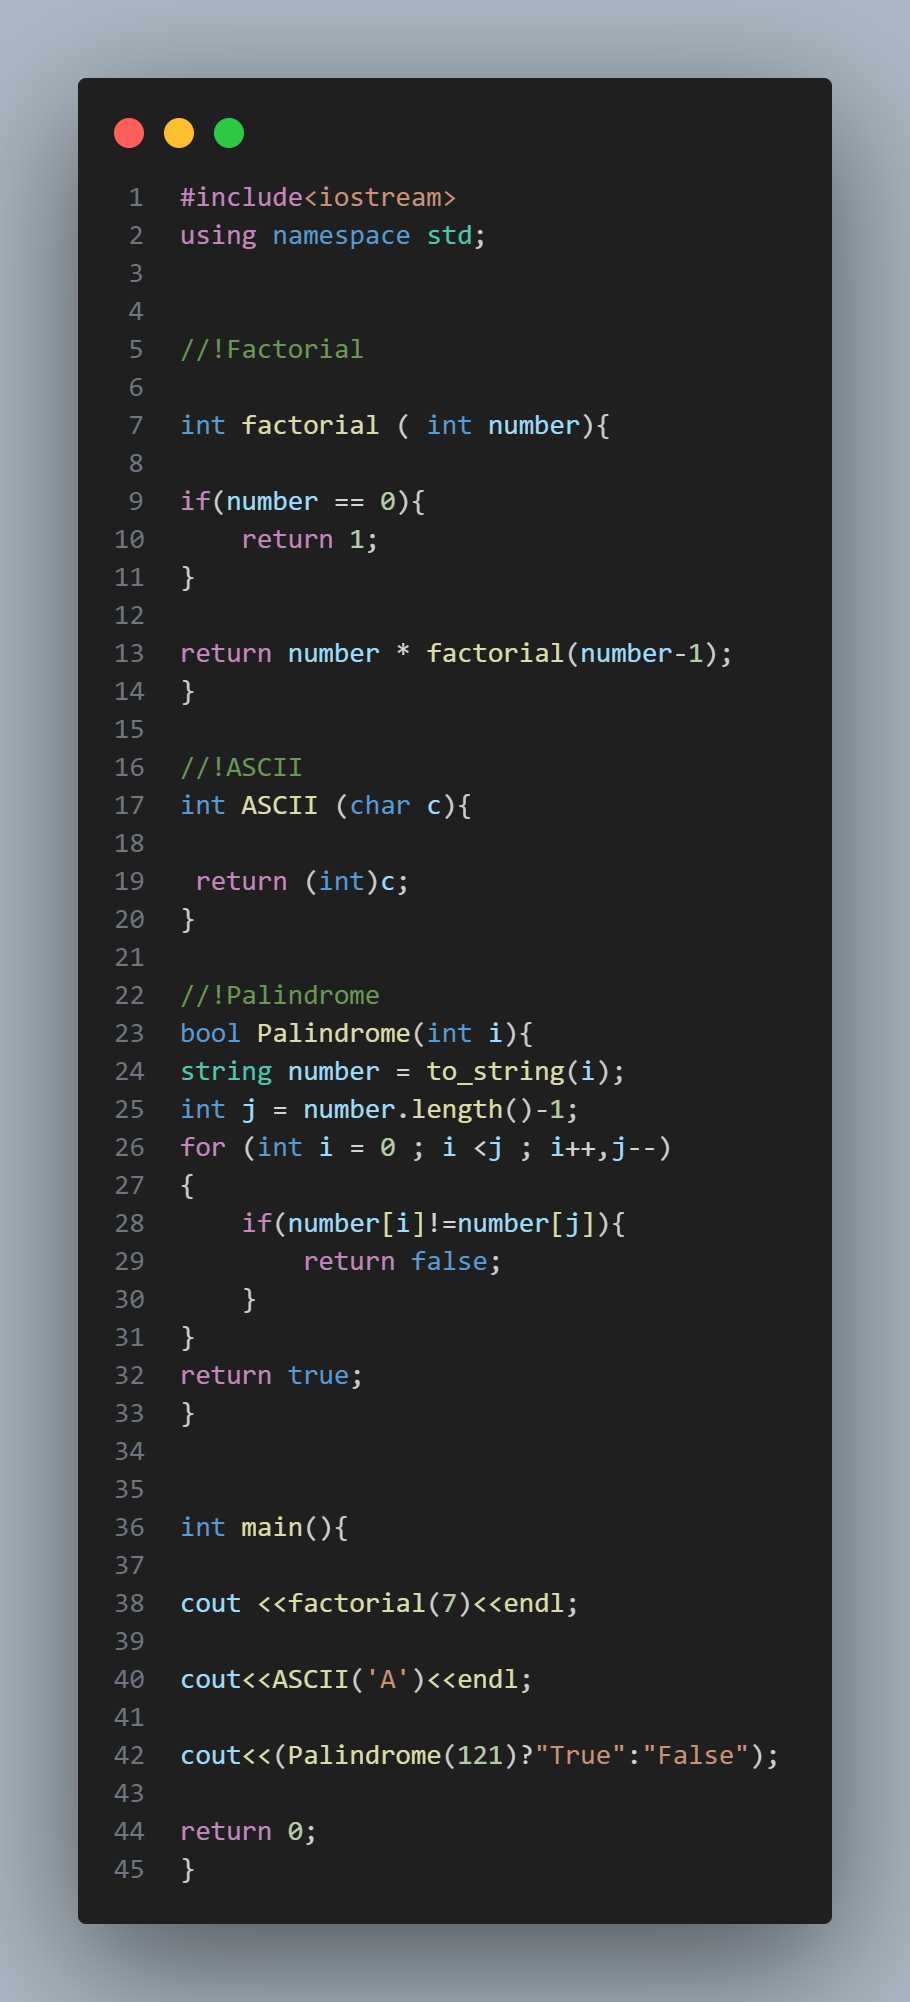 1 #include<iostream>
2 using namespace std;
3
4
5 //!Factorial
6
7 int factorial ( int number){
8
9 if(number == 0){
10     return 1;
11 }
12
13 return number * factorial(number-1);
14 }
15
16 //!ASCII
17 int ASCII (char c){
18
19  return (int)c;
20 }
21
22 //!Palindrome
23 bool Palindrome(int i){
24 string number = to_string(i);
25 int j = number.length()-1;
26 for (int i = 0 ; i <j ; i++,j--)
27 {
28     if(number[i]!=number[j]){
29         return false;
30     }
31 }
32 return true;
33 }
34
35
36 int main(){
37
38 cout <<factorial(7)<<endl;
39
40 cout<<ASCII('A')<<endl;
41
42 cout<<(Palindrome(121)?"True":"False");
43
44 return 0;
45 }